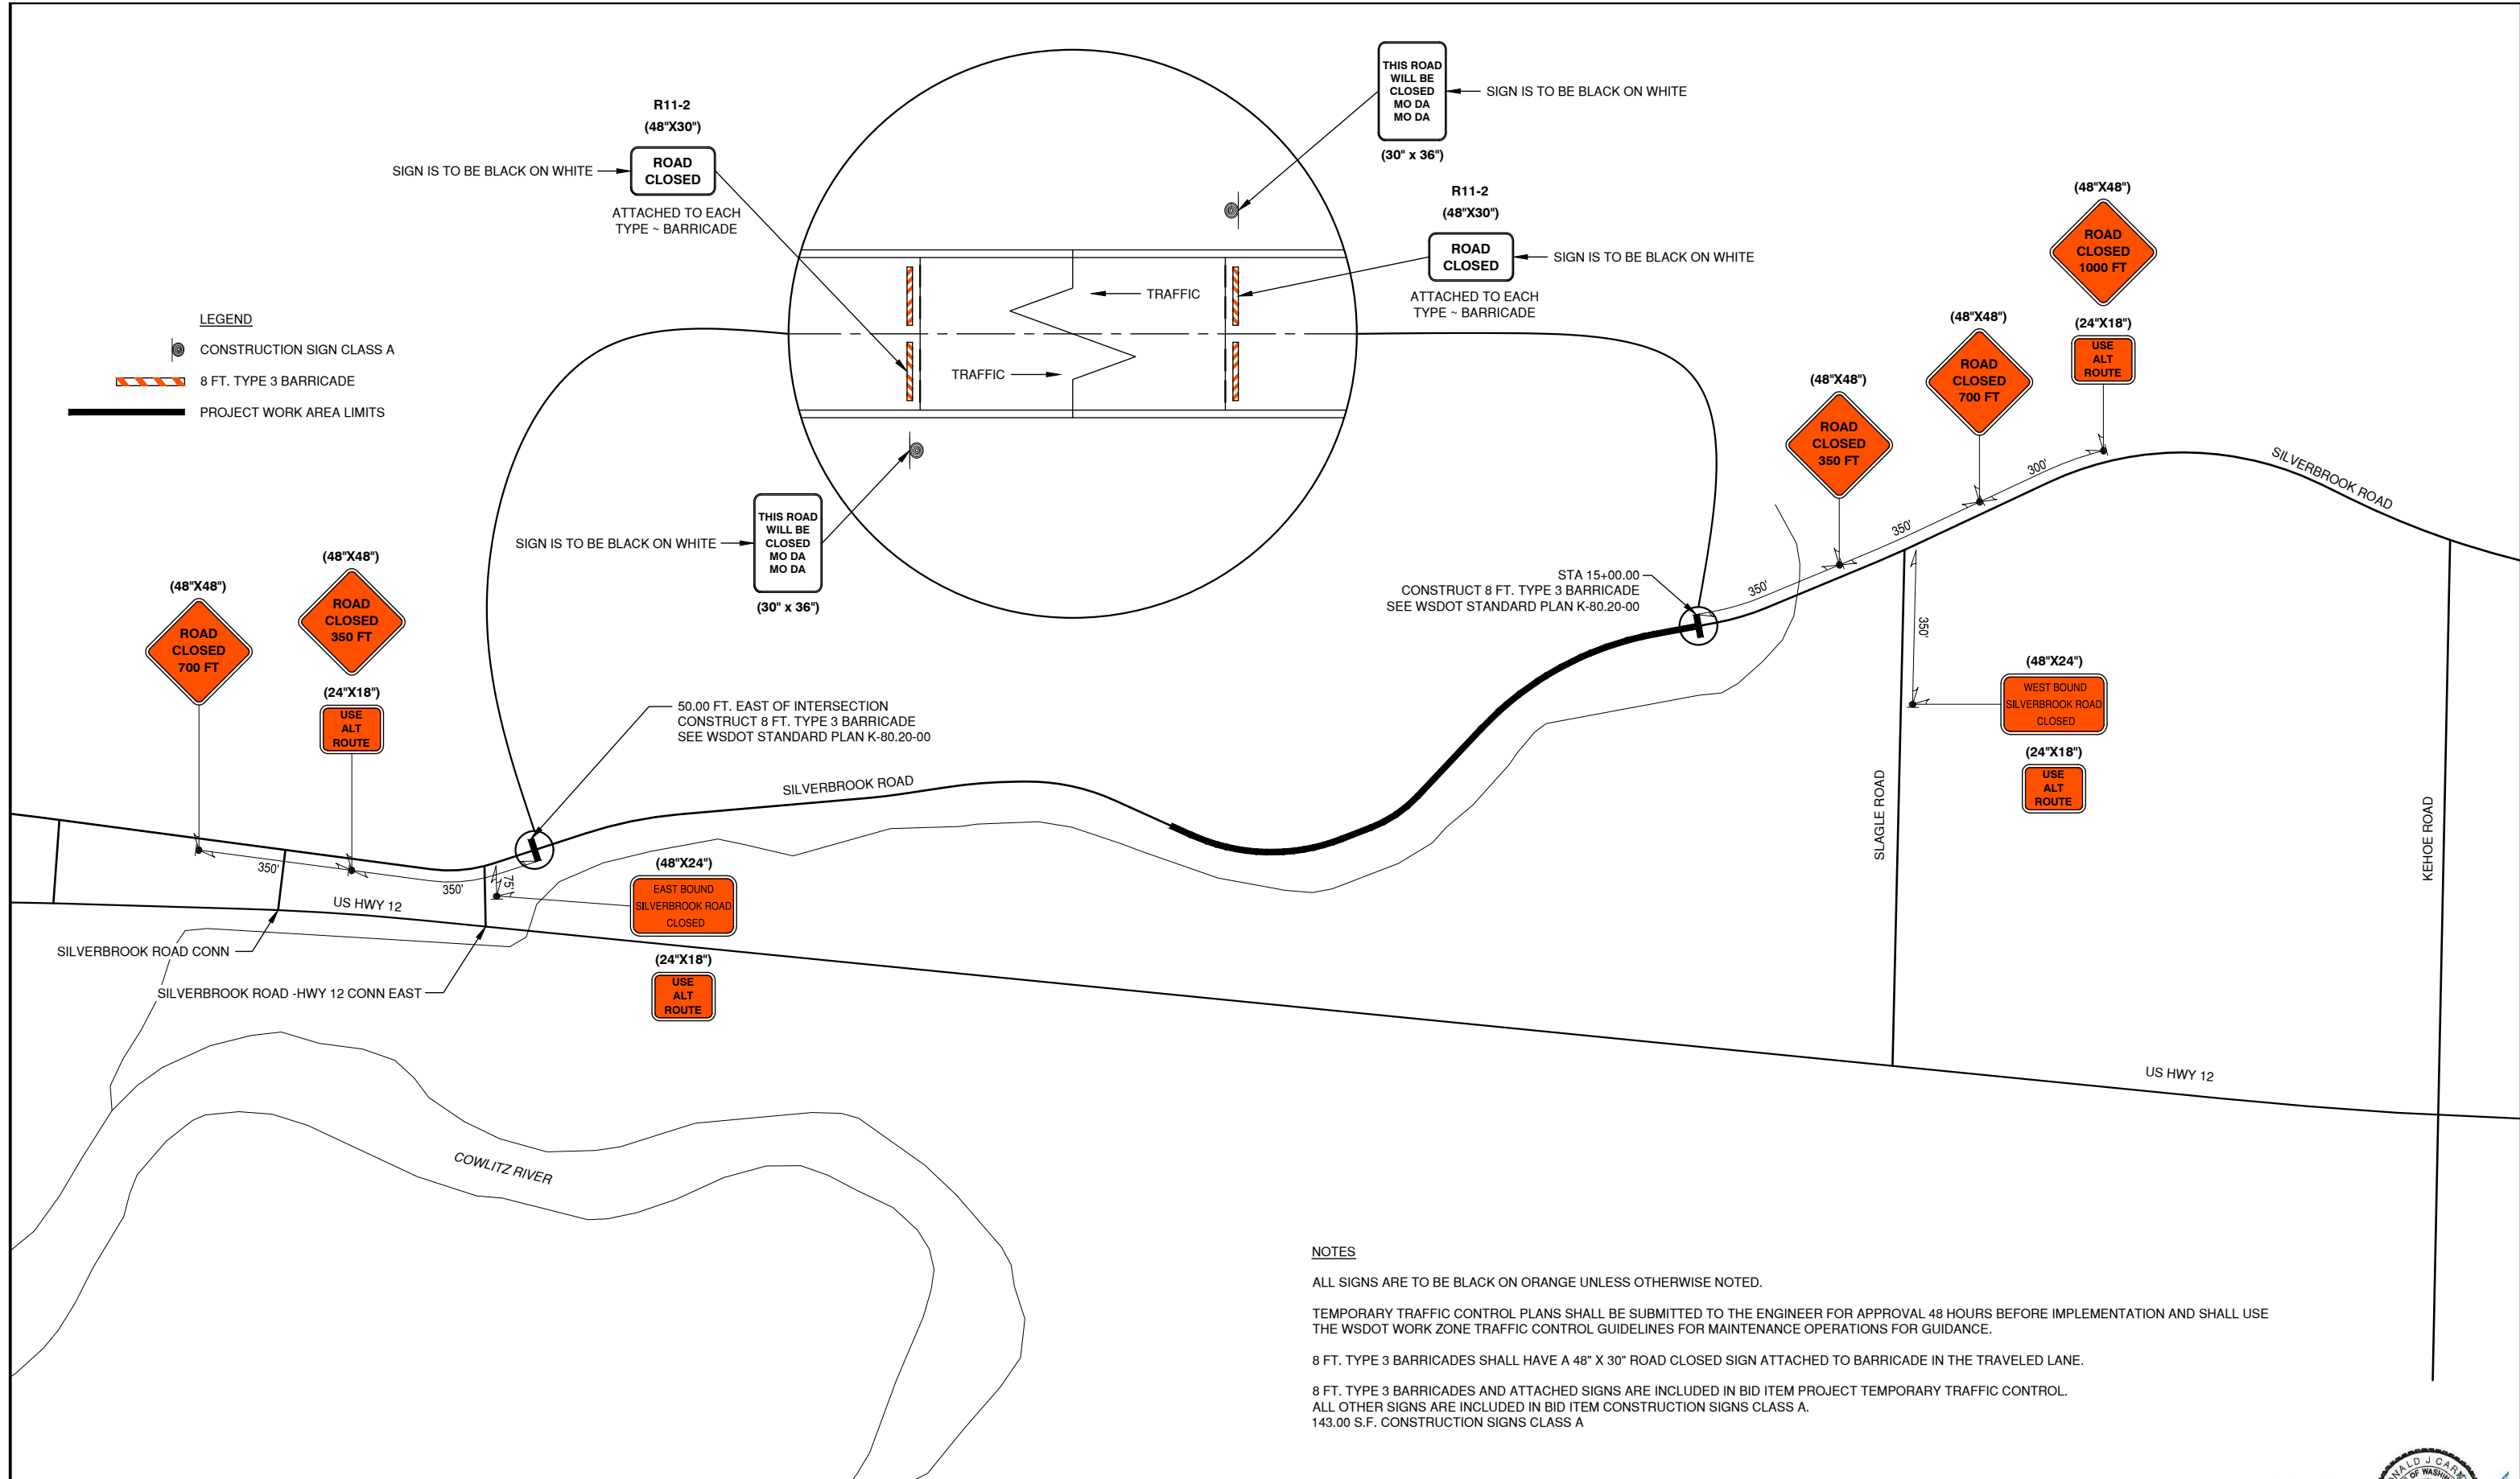 R11-2
(48"X30")
SIGN IS TO BE BLACK ON WHITE
ROAD
CLOSED
ATTACHED TO EACH
TYPE ~ BARRICADE
THIS ROAD
WILL BE
CLOSED
MO DA
MO DA
(30" x 36")
SIGN IS TO BE BLACK ON WHITE
R11-2
(48"X30")
ROAD
CLOSED
SIGN IS TO BE BLACK ON WHITE
ATTACHED TO EACH
TYPE ~ BARRICADE
TRAFFIC
TRAFFIC
LEGEND
CONSTRUCTION SIGN CLASS A
8 FT. TYPE 3 BARRICADE
PROJECT WORK AREA LIMITS
SIGN IS TO BE BLACK ON WHITE
THIS ROAD
WILL BE
CLOSED
MO DA
MO DA
(30" x 36")
(48"X48")
ROAD
CLOSED
1000 FT
(24"X18")
USE
ALT
ROUTE
(48"X48")
ROAD
CLOSED
700 FT
(48"X48")
ROAD
CLOSED
350 FT
300'
350'
350'
SILVERBROOK ROAD
STA 15+00.00
CONSTRUCT 8 FT. TYPE 3 BARRICADE
SEE WSDOT STANDARD PLAN K-80.20-00
350'
(48"X24")
WEST BOUND
SILVERBROOK ROAD
CLOSED
(24"X18")
USE
ALT
ROUTE
SLAGLE ROAD
KEHOE ROAD
(48"X48")
ROAD
CLOSED
700 FT
(48"X48")
ROAD
CLOSED
350 FT
(24"X18")
USE
ALT
ROUTE
50.00 FT. EAST OF INTERSECTION
CONSTRUCT 8 FT. TYPE 3 BARRICADE
SEE WSDOT STANDARD PLAN K-80.20-00
SILVERBROOK ROAD
350'
350'
75'
US HWY 12
(48"X24")
EAST BOUND
SILVERBROOK ROAD
CLOSED
(24"X18")
USE
ALT
ROUTE
SILVERBROOK ROAD CONN
SILVERBROOK ROAD -HWY 12 CONN EAST
US HWY 12
COWLITZ RIVER
NOTES
ALL SIGNS ARE TO BE BLACK ON ORANGE UNLESS OTHERWISE NOTED.
TEMPORARY TRAFFIC CONTROL PLANS SHALL BE SUBMITTED TO THE ENGINEER FOR APPROVAL 48 HOURS BEFORE IMPLEMENTATION AND SHALL USE
THE WSDOT WORK ZONE TRAFFIC CONTROL GUIDELINES FOR MAINTENANCE OPERATIONS FOR GUIDANCE.
8 FT. TYPE 3 BARRICADES SHALL HAVE A 48" X 30" ROAD CLOSED SIGN ATTACHED TO BARRICADE IN THE TRAVELED LANE.
8 FT. TYPE 3 BARRICADES AND ATTACHED SIGNS ARE INCLUDED IN BID ITEM PROJECT TEMPORARY TRAFFIC CONTROL.
ALL OTHER SIGNS ARE INCLUDED IN BID ITEM CONSTRUCTION SIGNS CLASS A.
143.00 S.F. CONSTRUCTION SIGNS CLASS A